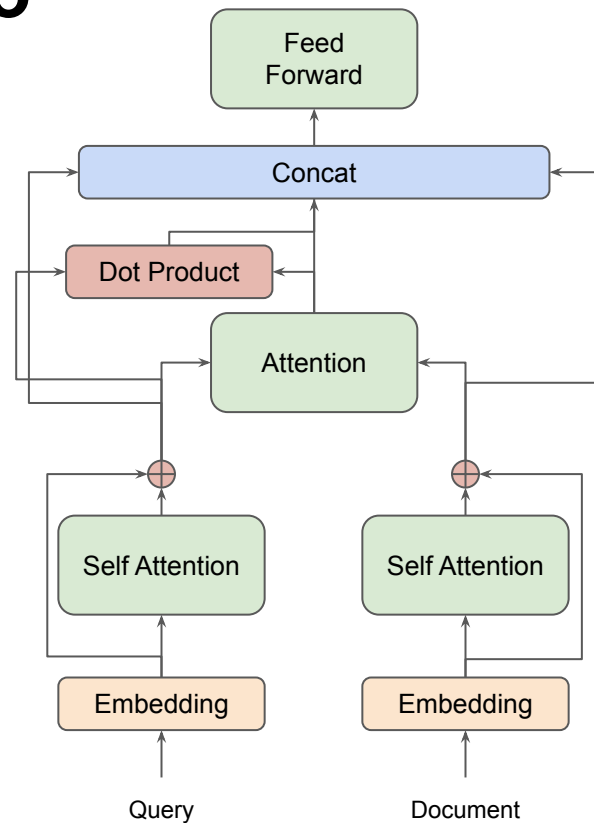 Feed
Forward
Concat
Dot Product
Attention
Self Attention
Self Attention
Embedding
Embedding
Query
Document